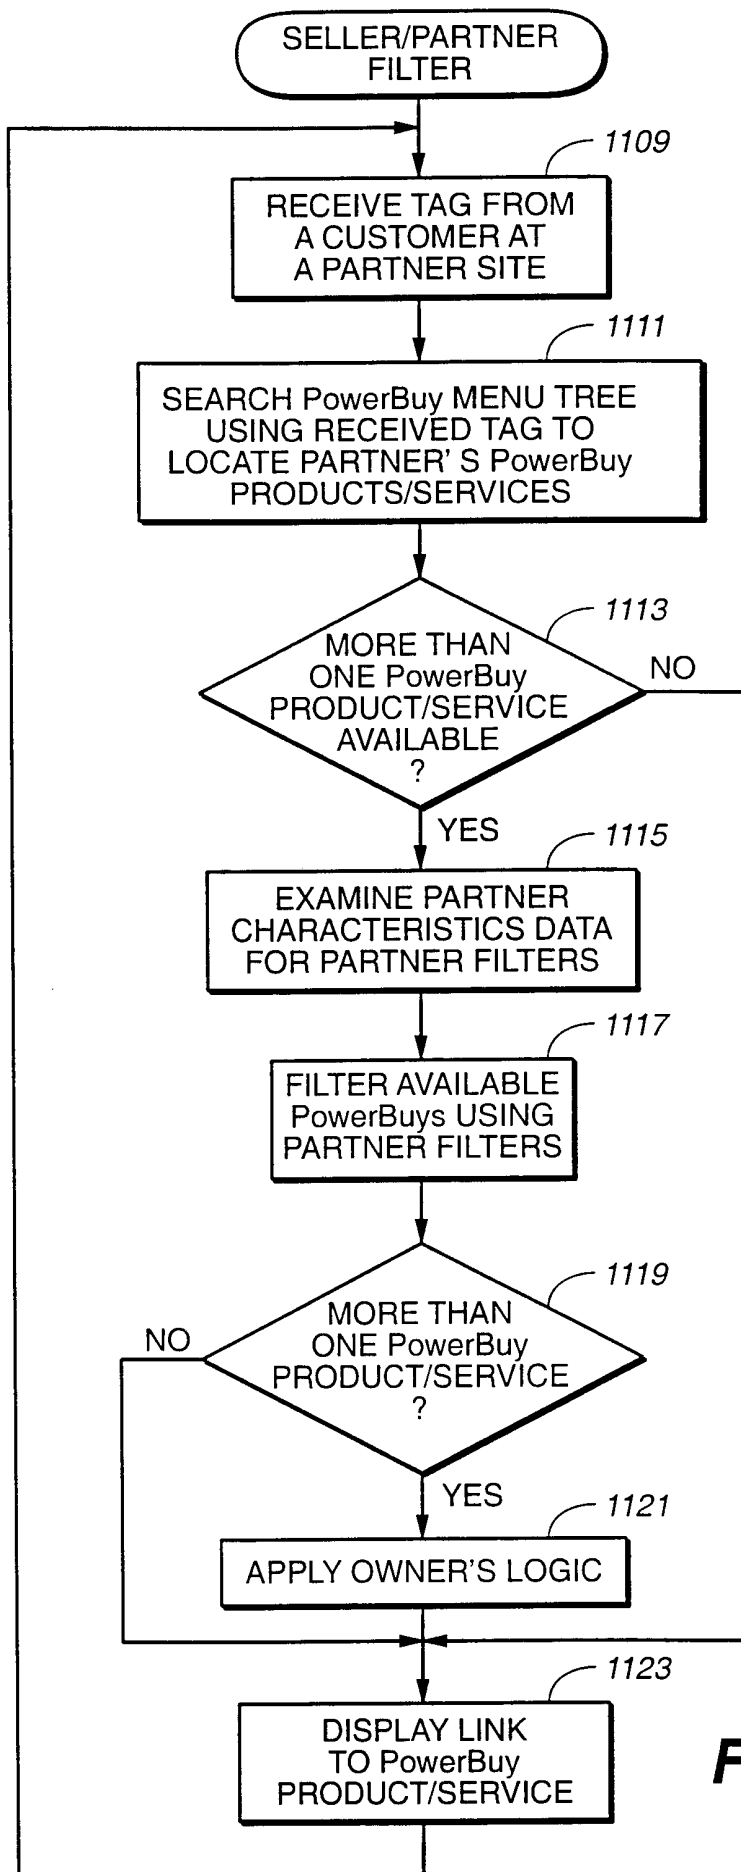 SELLER/PARTNER
FILTER
1109
RECEIVE TAG FROM
A CUSTOMER AT
A PARTNER SITE
1111
SEARCH PowerBuy MENU TREE
USING RECEIVED TAG TO
LOCATE PARTNER' S PowerBuy
PRODUCTS/SERVICES
1113
MORE THAN
ONE PowerBuy
PRODUCT/SERVICE
AVAILABLE
?
NO
YES
1115
EXAMINE PARTNER
CHARACTERISTICS DATA
FOR PARTNER FILTERS
1117
FILTER AVAILABLE
PowerBuys USING
PARTNER FILTERS
1119
MORE THAN
ONE PowerBuy
PRODUCT/SERVICE
?
NO
YES
1121
APPLY OWNER'S LOGIC
1123
DISPLAY LINK
TO PowerBuy
PRODUCT/SERVICE
F